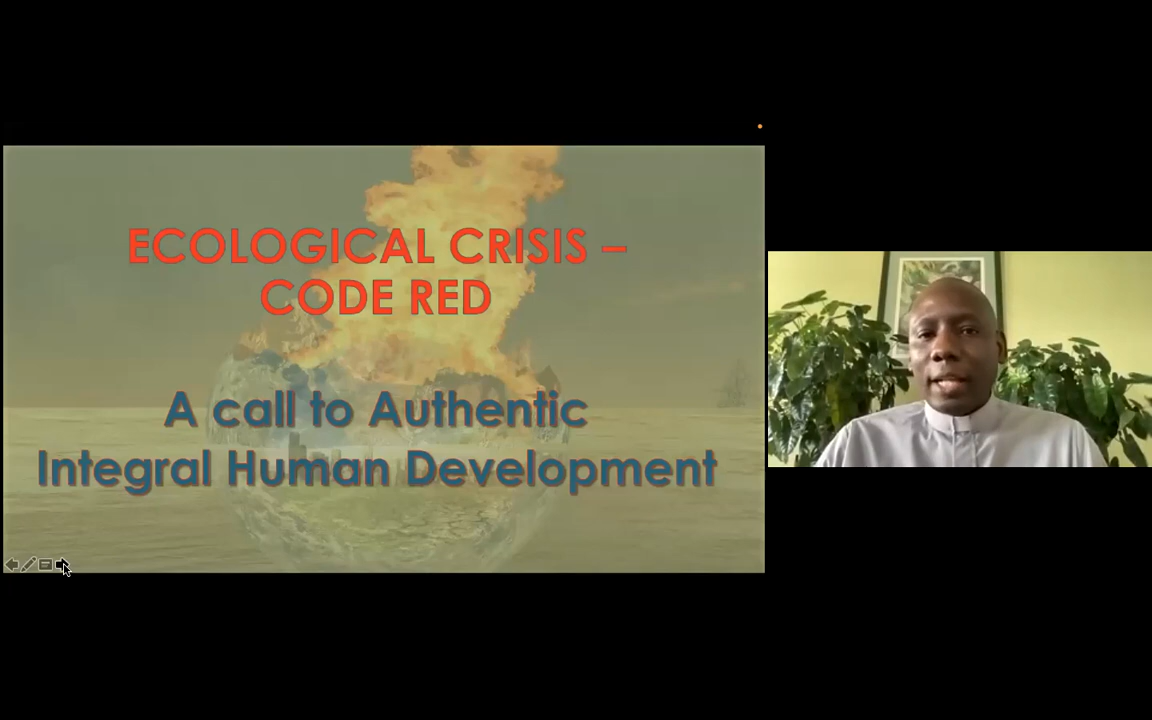 ECOLOGICAL CRISIS –
CODE RED
A call to Authentic
Integral Human Development